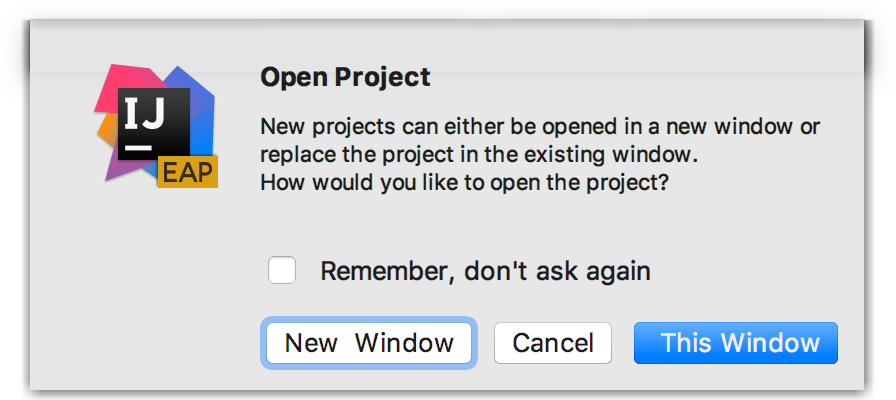 Open Project
IJ
EAP
New projects can either be opened in a new window or
replace the project in the existing window.
How would you like to open the project?
Remember, don't ask again
New Window
Cancel
This Window